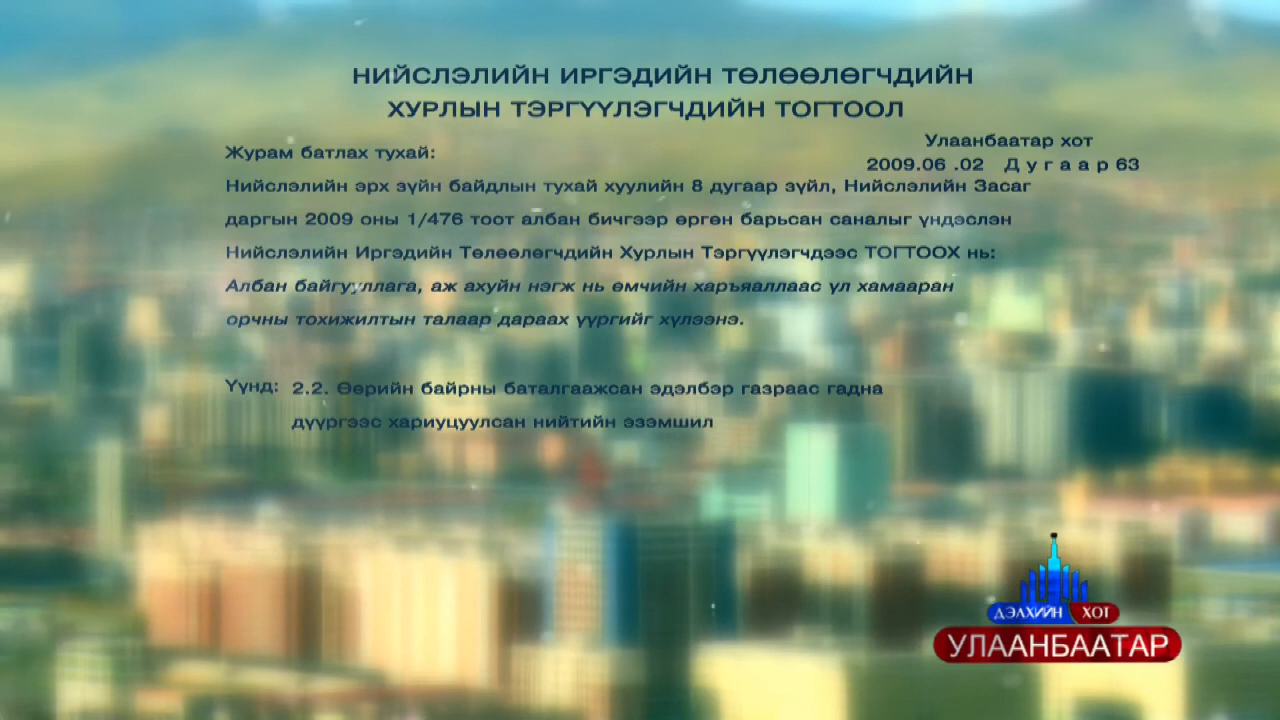 НИЙСЛЭЛИЙН ИРГЭДИЙН ТӨЛӨӨЛӨГЧДИЙН
ХУРЛЫН ТЭРГҮҮЛЭГЧДИЙН ТОГТООЛ
Улаанбаатар хот
Журам батлах тухай:
2009.06 .02 Д у г а а р 63
Нийслэлийн эрх зүйн байдлын тухай хуулийн 8 дугаар зүйл, Нийслэлийн Засаг
даргын 2009 оны 1/476 тоот албан бичгээр өргөн барьсан саналыг үндэслэн
Нийслэлийн Иргэдийн Төлөөлөгчдийн Хурлын Тэргүүлэгчдээс ТОГТООХ нь:
Албан байгууллага, аж ахуйн нэгж нь өмчийн харъяаллаас үл хамааран
орчны тохижилтын талаар дараах үүргийг хүлээнэ.
Үүнд: 2.2. Өөрийн байрны баталгаажсан эдэлбэр газраас гадна
дүүргээс хариуцуулсан нийтийн эзэмшил
ДЭЛХИЙН ХОТ
УЛААНБААТАР